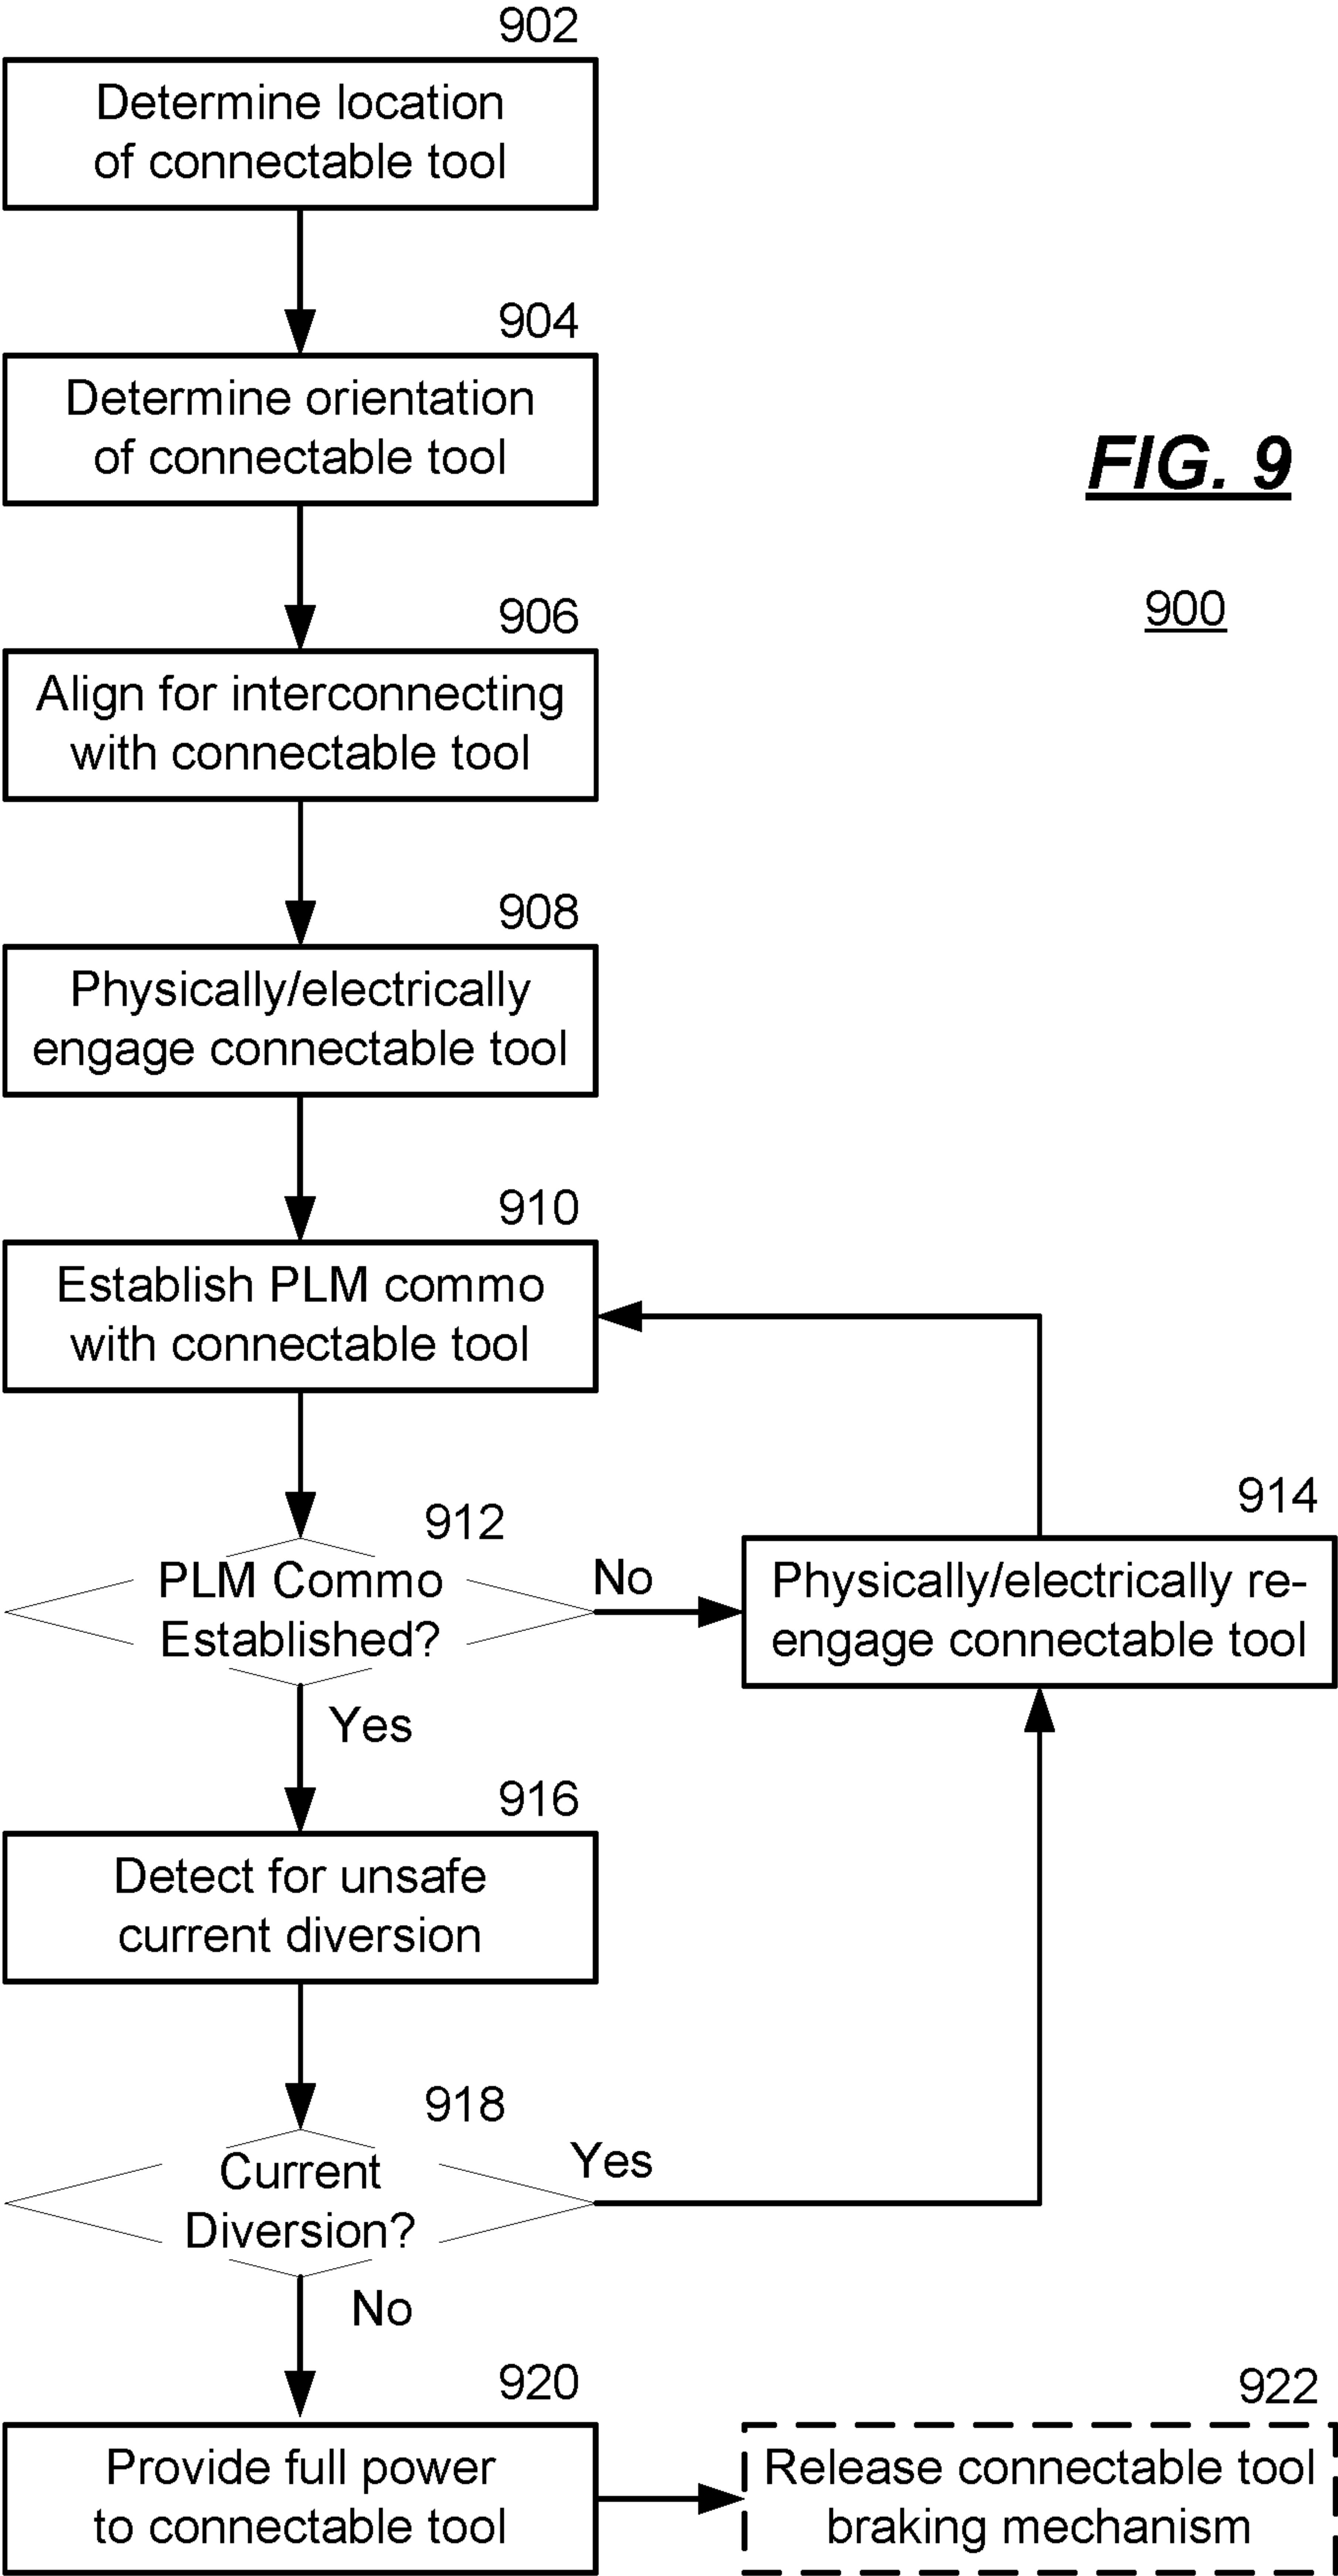 902
Determine location
of connectable tool
904
Determine orientation
of connectable tool
FIG. 9
900
906
Align for interconnecting
with connectable tool
908
Physically/electrically
engage connectable tool
910
Establish PLM commo
with connectable tool
912
PLM Commo
Established?
No
914
Physically/electrically re-
engage connectable tool
Yes
916
Detect for unsafe
current diversion
918
Current
Diversion?
Yes
No
920
Provide full power
to connectable tool
922
Release connectable tool
braking mechanism